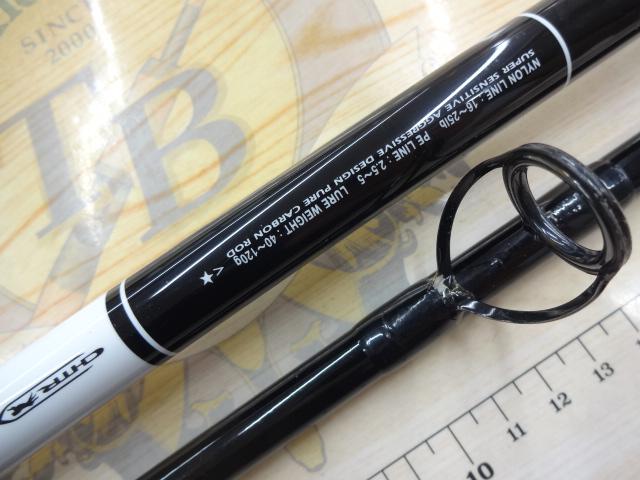 NYLON LINE : 16~25lb PE LINE : 2.5~5 LURE WEIGHT : 40~120g
SUPER SENSITIVE AGGRESSIVE DESIGN PURE CARBON ROD <★
SINCE
2000
TB
10 11 12 13